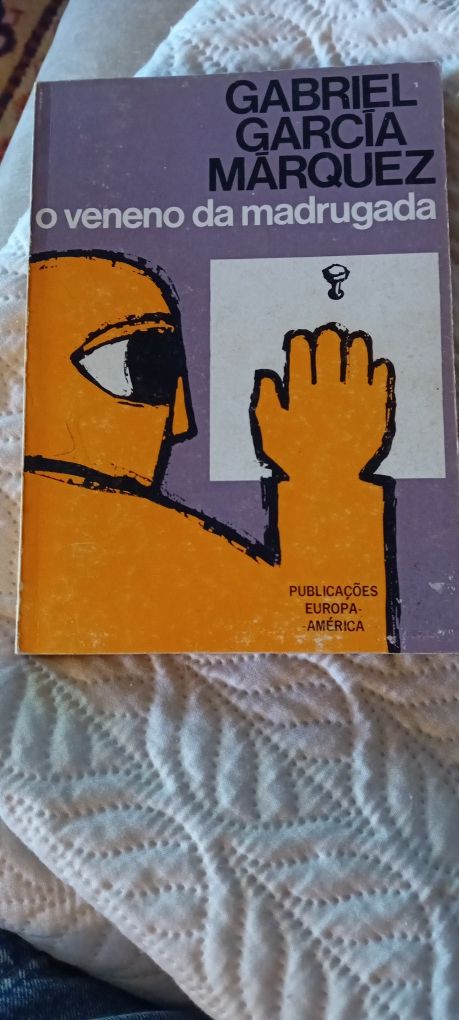 GABRIEL
GARCÍA
MÁRQUEZ
o veneno da madrugada
PUBLICAÇÕES
EUROPA-
-AMÉRICA